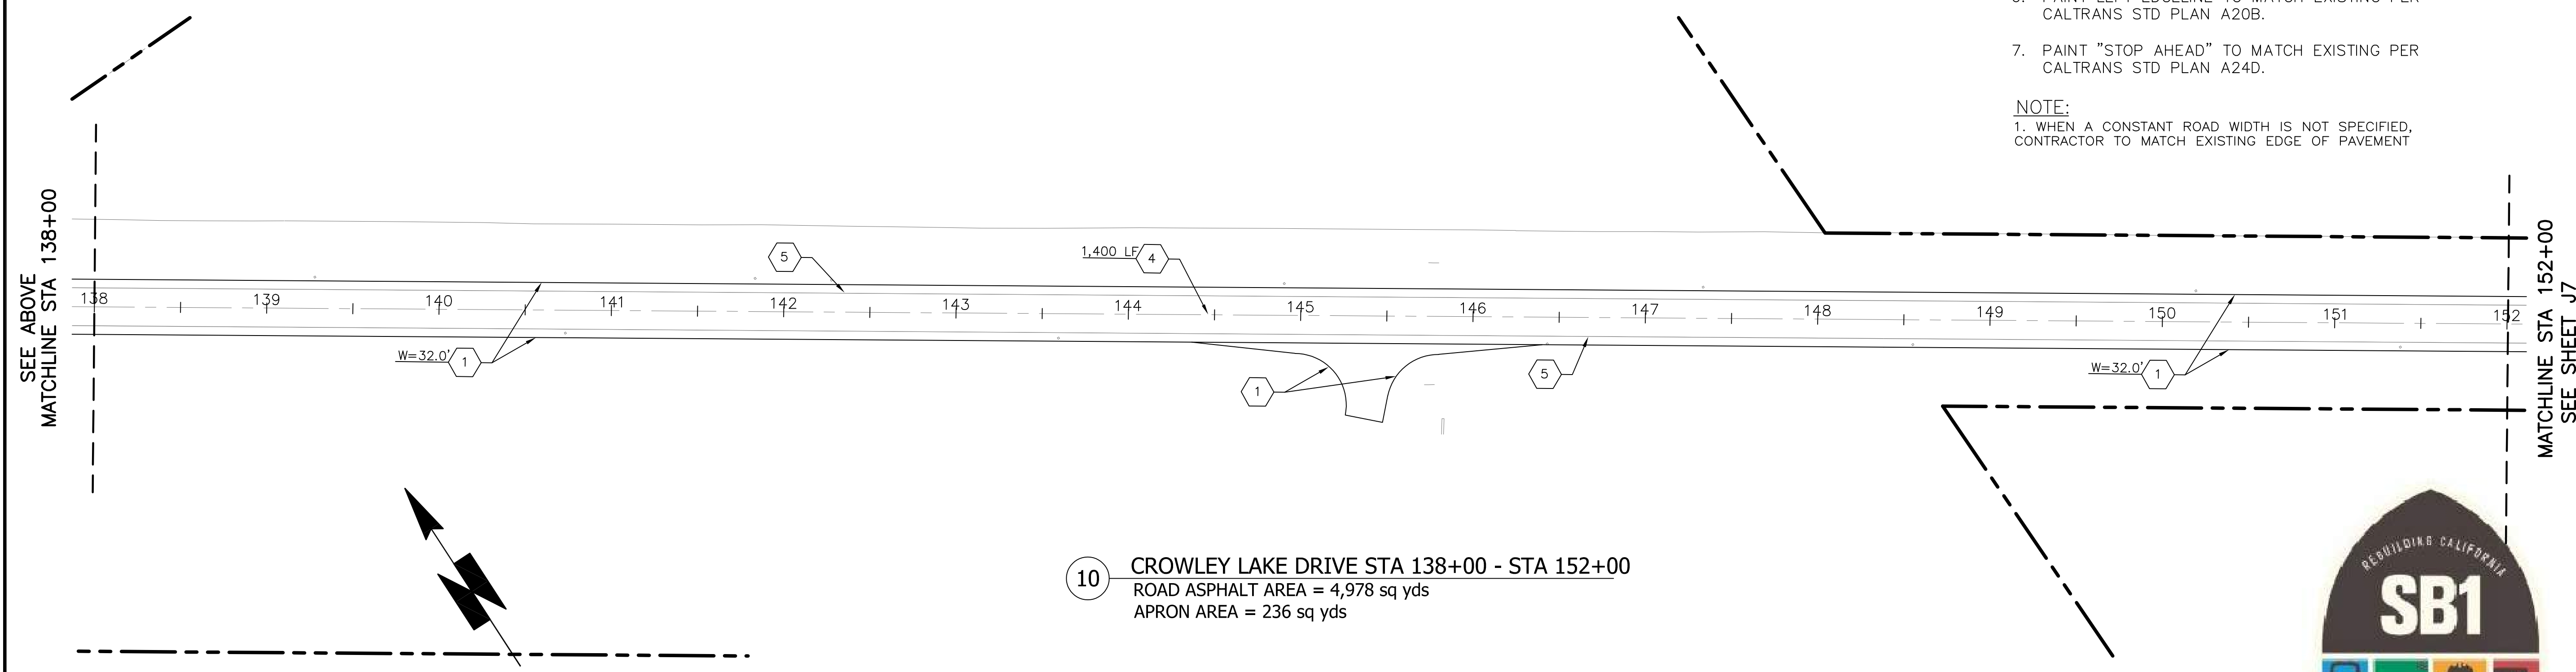 CALTRANS STD PLAN A20B.
7. PAINT "STOP AHEAD" TO MATCH EXISTING PER
CALTRANS STD PLAN A24D.
NOTE:
1. WHEN A CONSTANT ROAD WIDTH IS NOT SPECIFIED,
CONTRACTOR TO MATCH EXISTING EDGE OF PAVEMENT
SEE ABOVE
MATCHLINE STA 138+00
5
1,400 LF 4
138 139 140 141 142 143 144 145 146 147 148 149 150 151 152
W=32.0' 1
1
5
W=32.0' 1
MATCHLINE STA 152+00
SEE SHEET J7
10 CROWLEY LAKE DRIVE STA 138+00 - STA 152+00
ROAD ASPHALT AREA = 4,978 sq yds
APRON AREA = 236 sq yds
REBUILDING CALIFORNIA
SB1